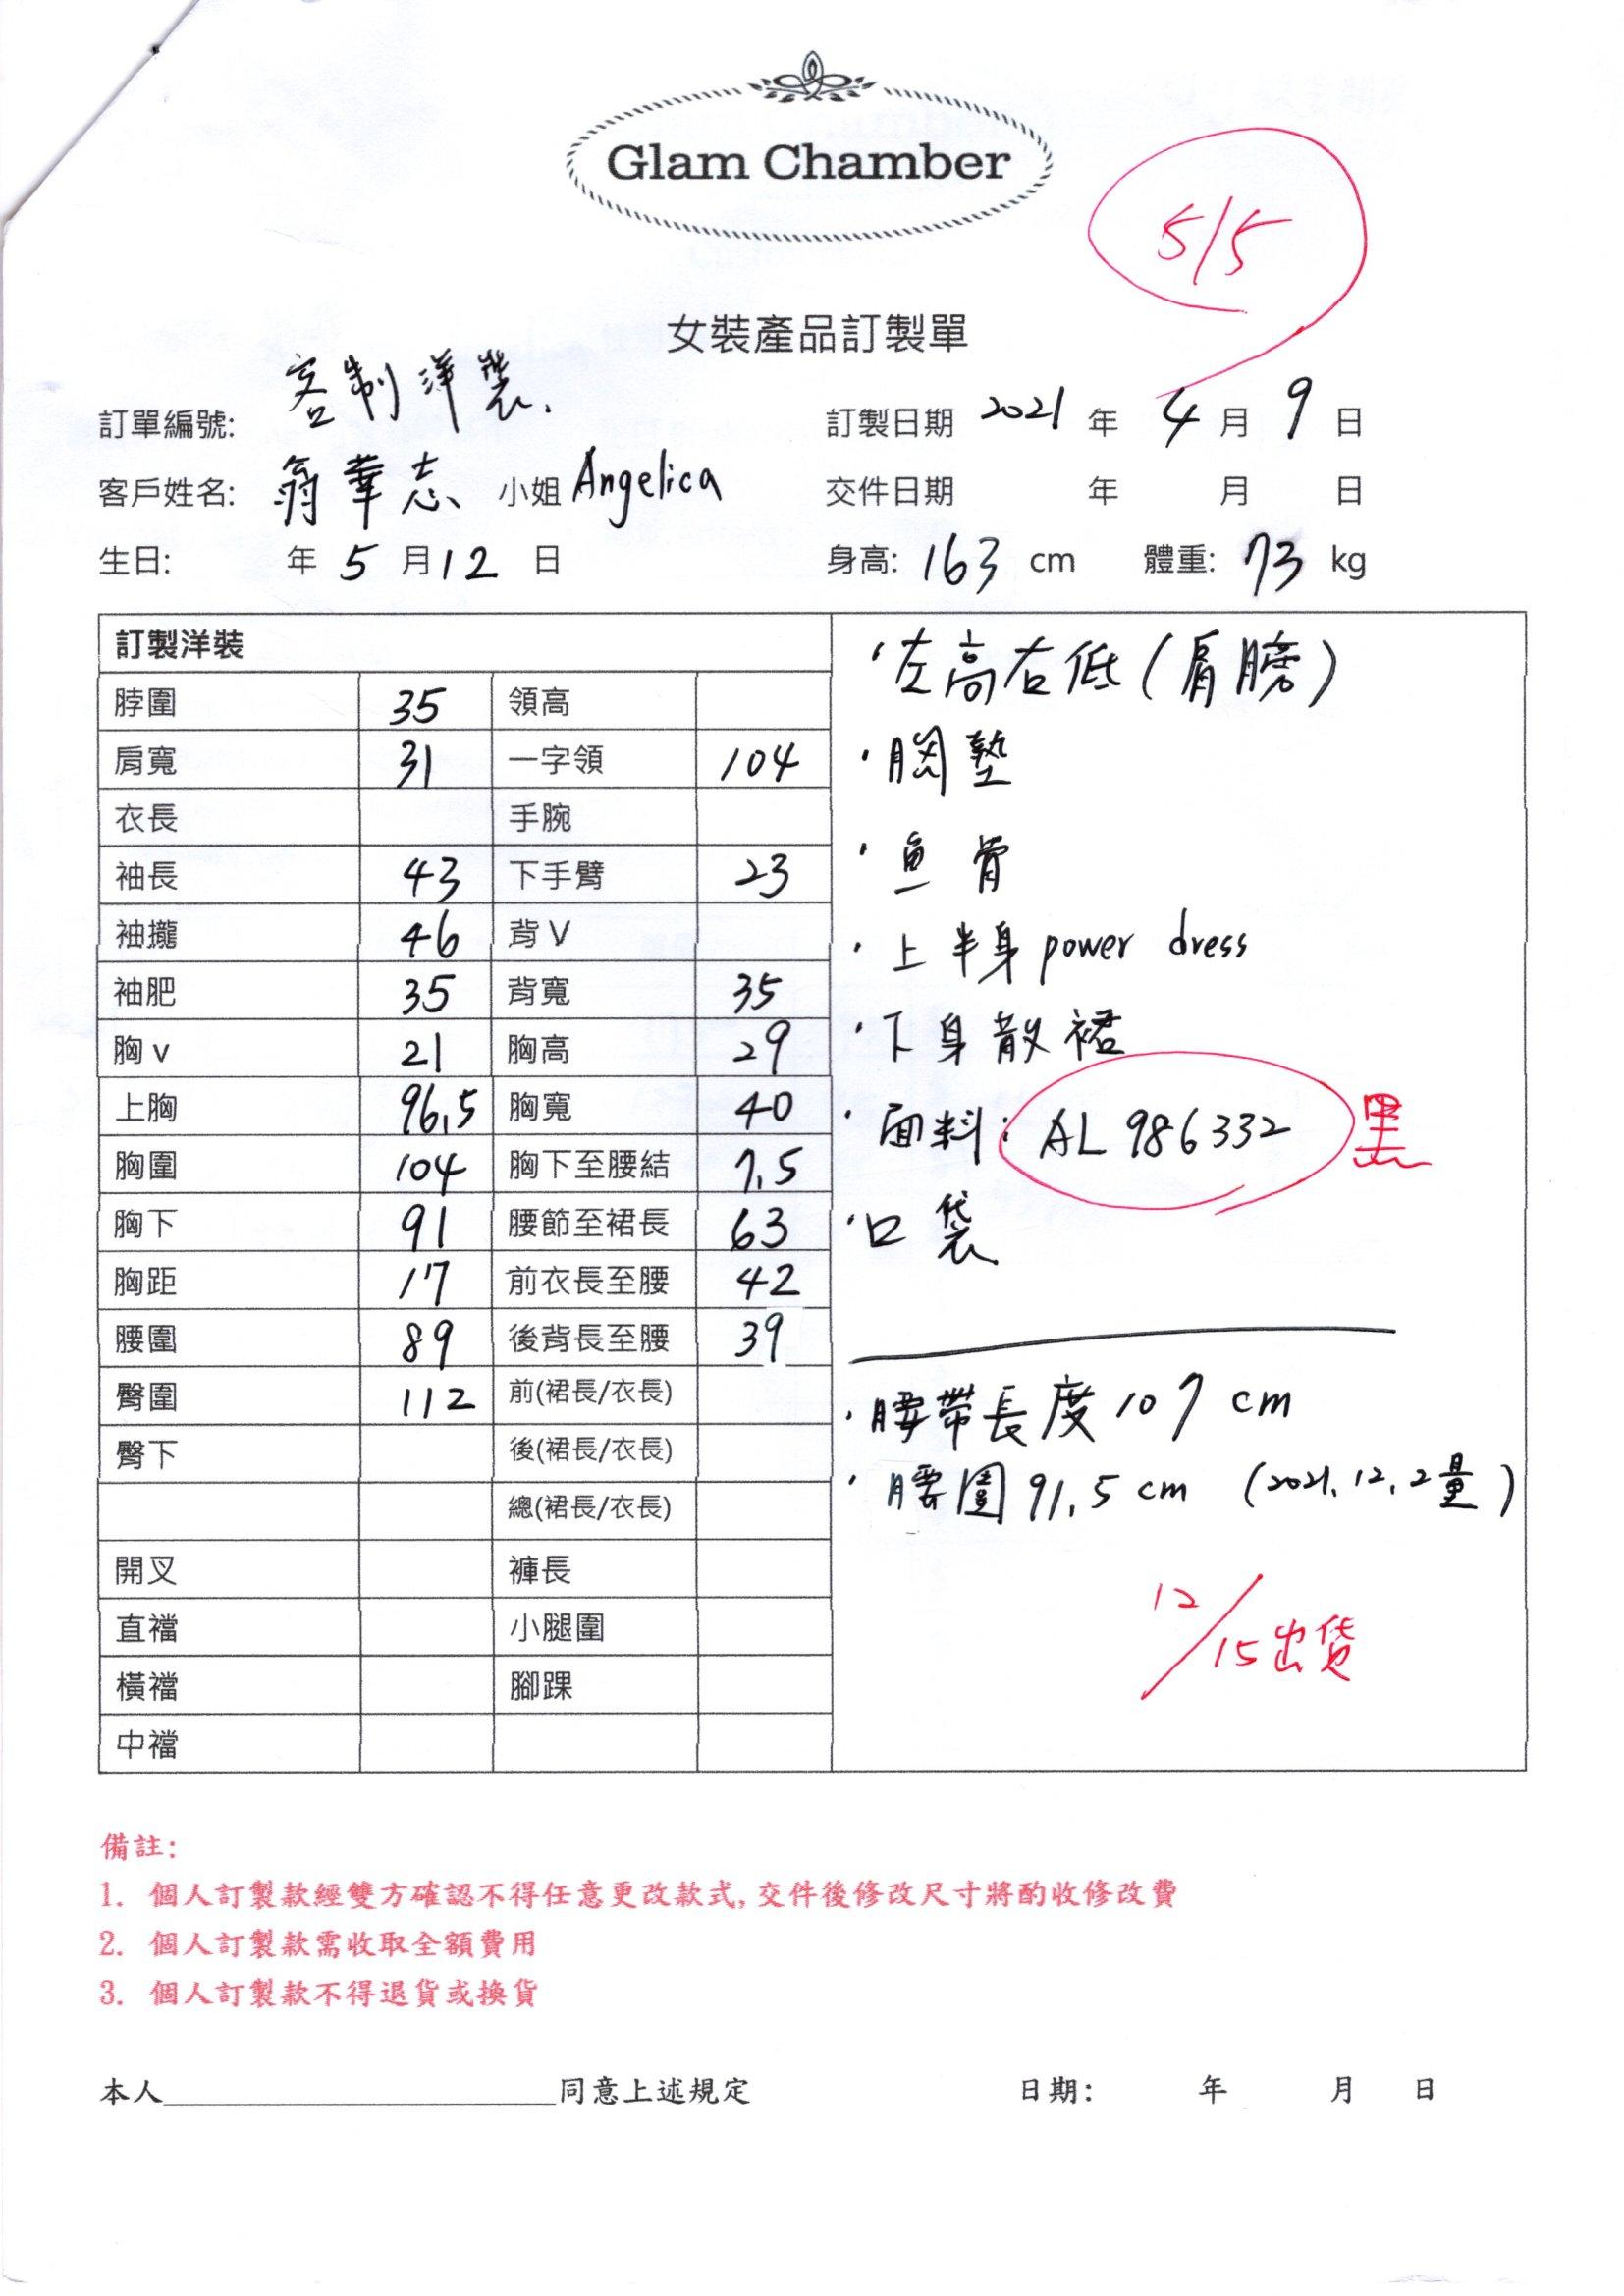 Glam Chamber
5/5
女裝產品訂製單
訂單編號: 客制洋裝.
訂製日期 2021 年 4 月 9 日
客戶姓名: 翁華志 小姐 Angelica
交件日期 年 月 日
生日: 年 5 月 12 日
身高: 163 cm 體重: 73 kg
訂製洋裝
脖圍 35 領高
肩寬 31 一字領 104
衣長 手腕
袖長 43 下手臂 23
袖攏 46 背 V
袖肥 35 背寬 35
胸 v 21 胸高 29
上胸 96.5 胸寬 40
胸圍 104 胸下至腰結 7.5
胸下 91 腰節至裙長 63
胸距 17 前衣長至腰 42
腰圍 89 後背長至腰 39
臀圍 112 前(裙長/衣長)
臀下 後(裙長/衣長)
總(裙長/衣長)
開叉 褲長
直襠 小腿圍
橫襠 腳踝
中襠
·左高右低(肩膀)
·胸墊
·魚骨
·上半身 power dress
·下身散裙
·面料: AL 986332 黑
·口袋
·腰帶長度 107 cm
·腰圍 91.5 cm (2021.12.2量)
12/15出貨
備註:
1. 個人訂製款經雙方確認不得任意更改款式, 交件後修改尺寸將酌收修改費
2. 個人訂製款需收取全額費用
3. 個人訂製款不得退貨或換貨
本人________________________同意上述規定 日期: 年 月 日